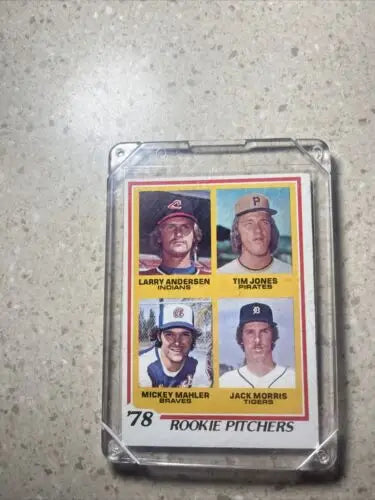 LARRY ANDERSEN TIM JONES
INDIANS PIRATES
MICKEY MAHLER JACK MORRIS
BRAVES TIGERS
'78 ROOKIE PITCHERS